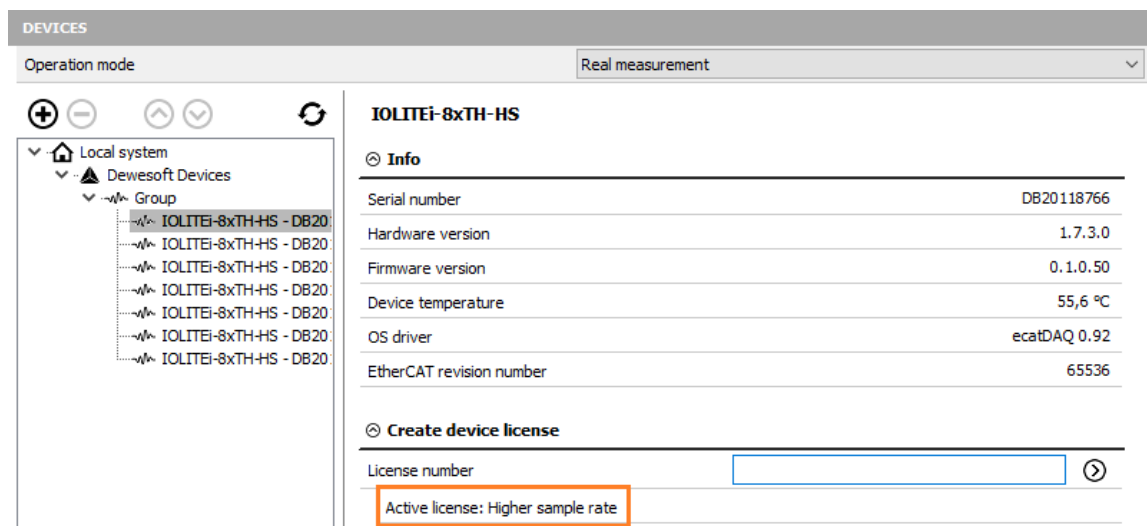 DEVICES
Operation mode Real measurement
Local system
Dewesoft Devices
Group
IOLITEi-8xTH-HS - DB20
IOLITEi-8xTH-HS - DB20
IOLITEi-8xTH-HS - DB20
IOLITEi-8xTH-HS - DB20
IOLITEi-8xTH-HS - DB20
IOLITEi-8xTH-HS - DB20
IOLITEi-8xTH-HS - DB20
IOLITEi-8xTH-HS
Info
Serial number DB20118766
Hardware version 1.7.3.0
Firmware version 0.1.0.50
Device temperature 55,6 °C
OS driver ecatDAQ 0.92
EtherCAT revision number 65536
Create device license
License number
Active license: Higher sample rate